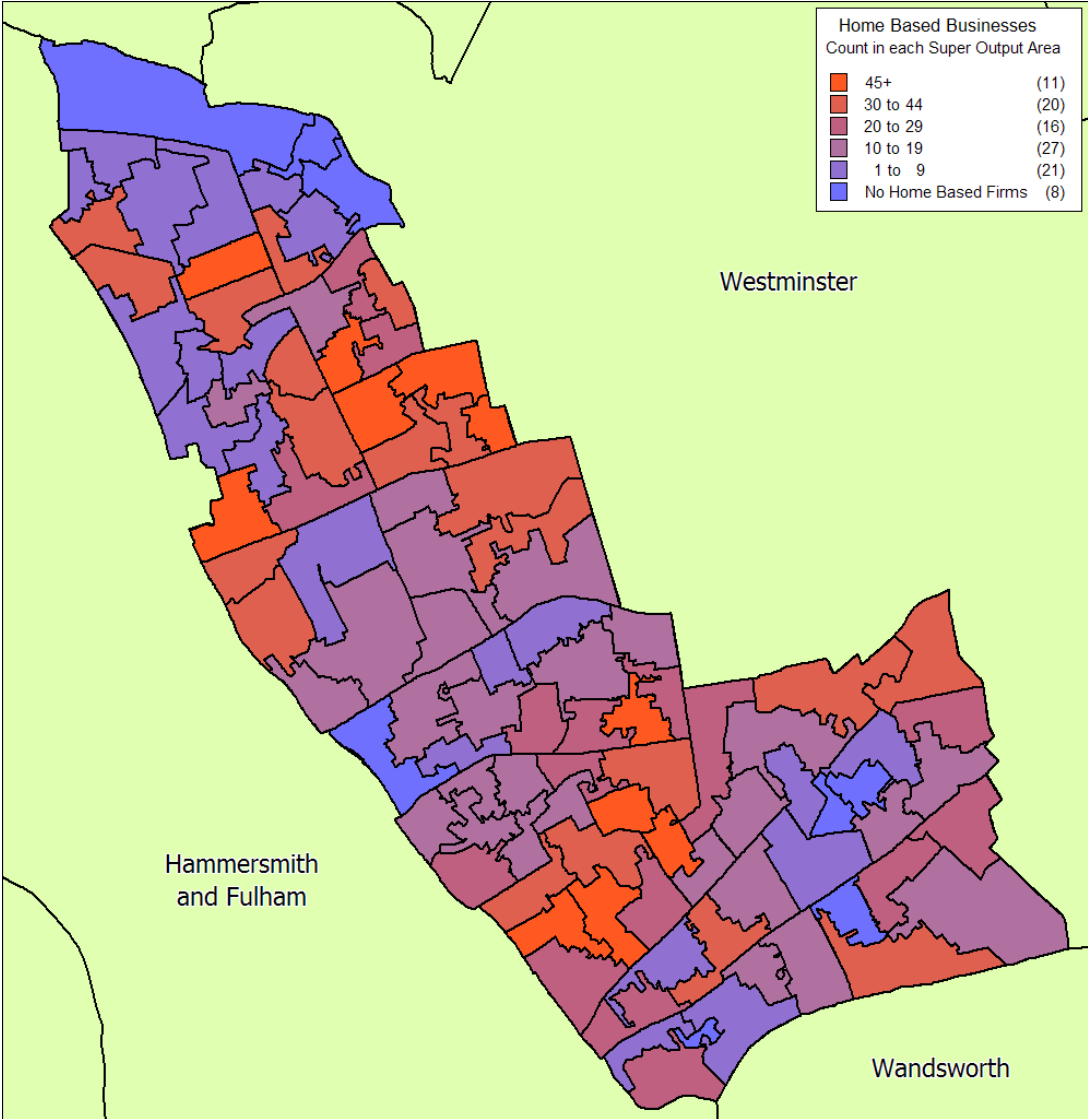 Home Based Businesses
Count in each Super Output Area
45+ (11)
30 to 44 (20)
20 to 29 (16)
10 to 19 (27)
1 to 9 (21)
No Home Based Firms (8)
Westminster
Hammersmith
and Fulham
Wandsworth